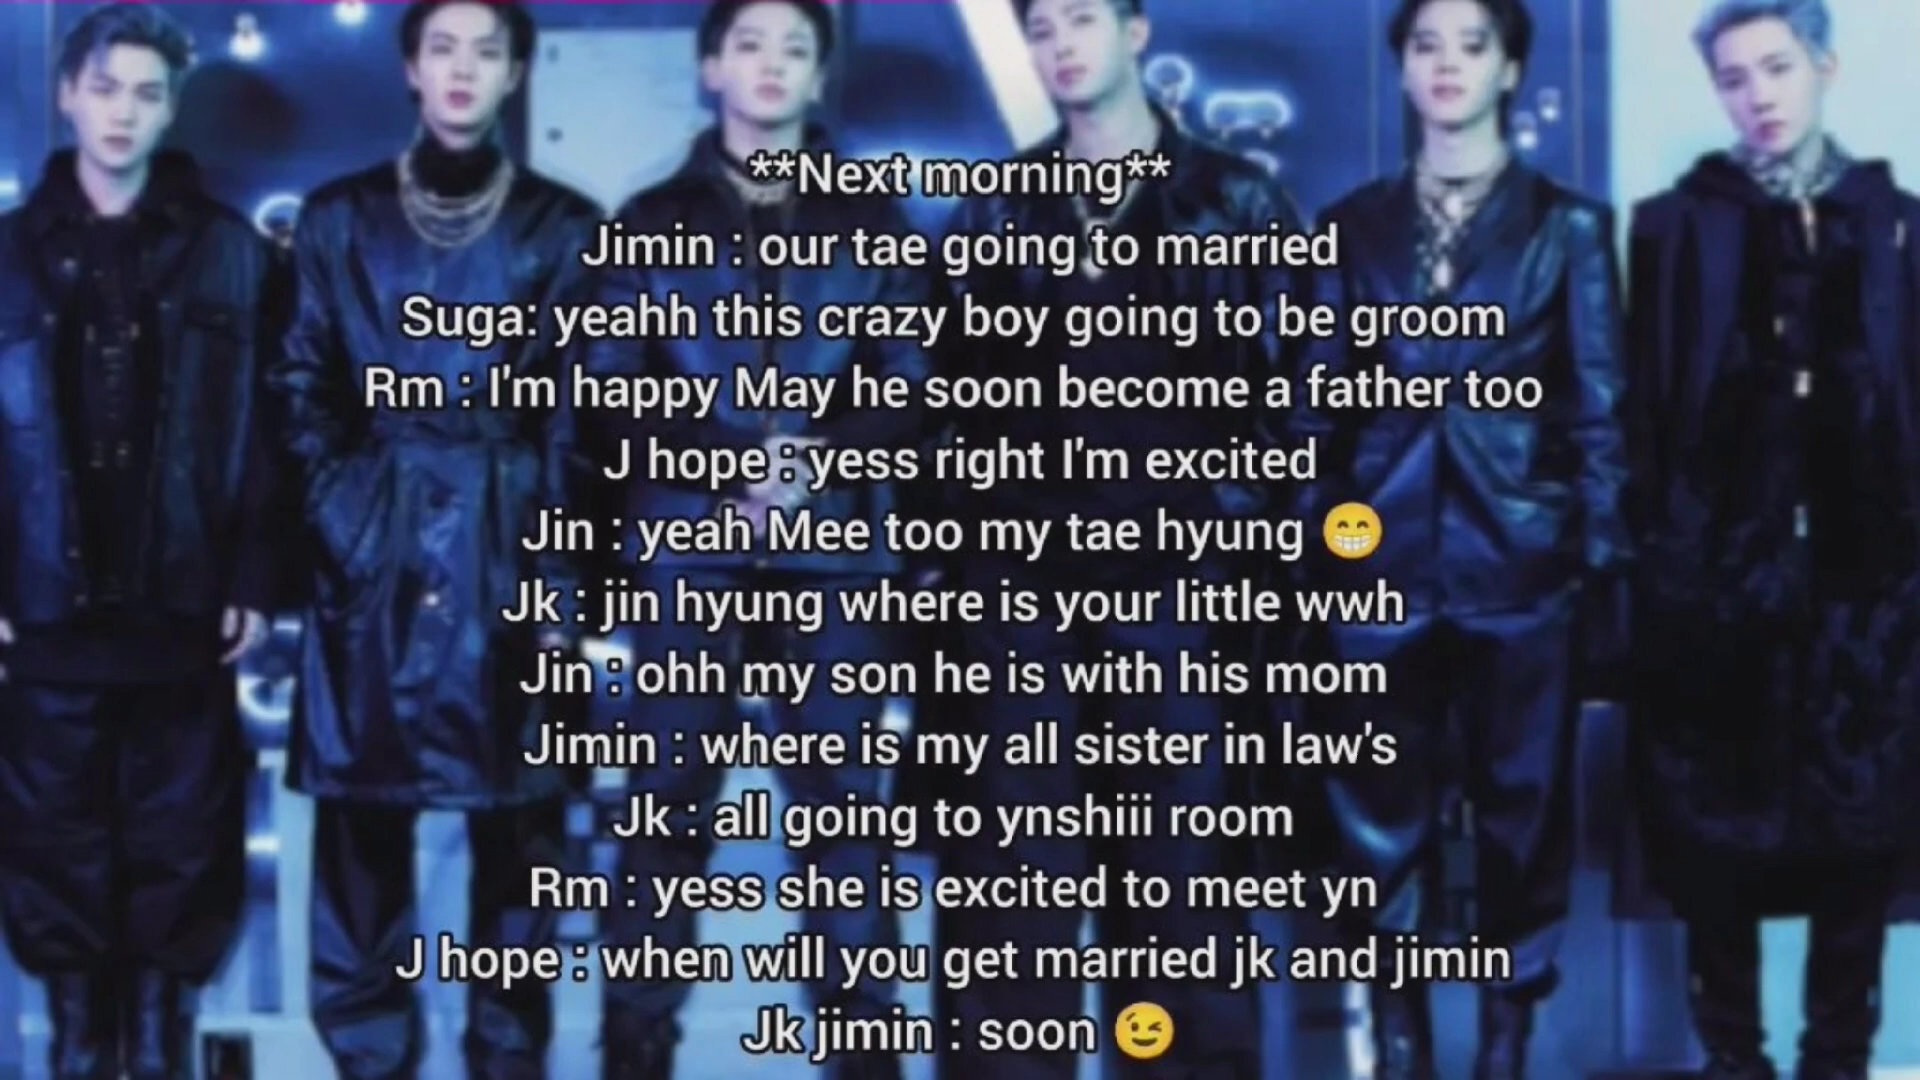 **Next morning**
Jimin : our tae going to married
Suga: yeahh this crazy boy going to be groom
Rm : I'm happy May he soon become a father too
J hope : yess right I'm excited
Jin : yeah Mee too my tae hyung 😁
Jk : jin hyung where is your little wwh
Jin : ohh my son he is with his mom
Jimin : where is my all sister in law's
Jk : all going to ynshiii room
Rm : yess she is excited to meet yn
J hope : when will you get married jk and jimin
Jk jimin : soon 😉